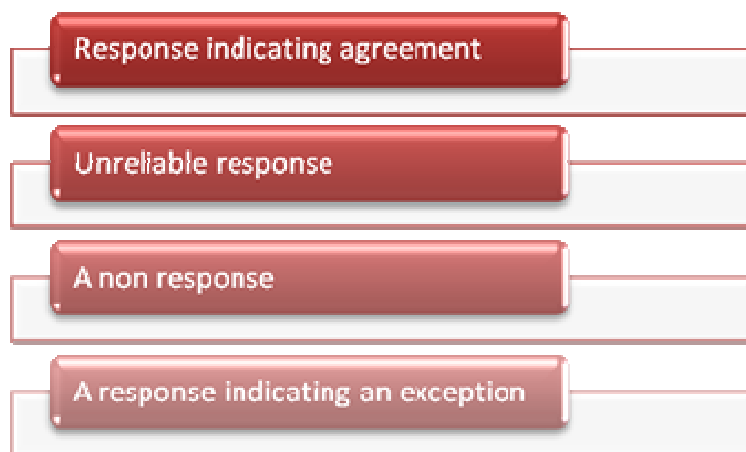 Response indicating agreement
Unreliable response
A non response
A response indicating an exception